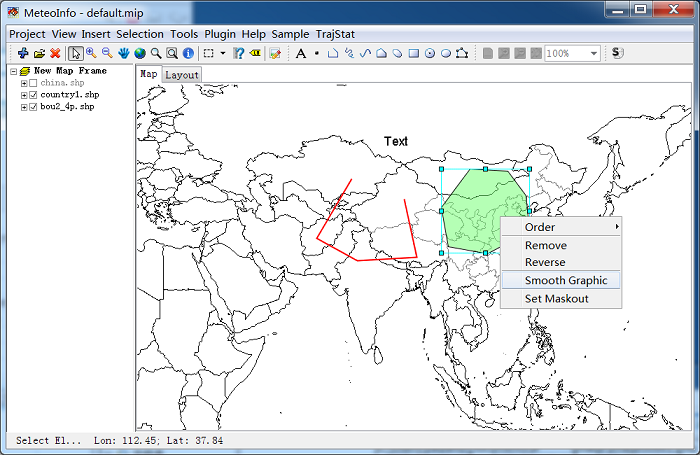 MeteoInfo - default.mip
Project View Insert Selection Tools Plugin Help Sample TrajStat
A 100%
New Map Frame
china.shp
country1.shp
bou2_4p.shp
Map Layout
Text
Order
Remove
Reverse
Smooth Graphic
Set Maskout
Select El... Lon: 112.45; Lat: 37.84